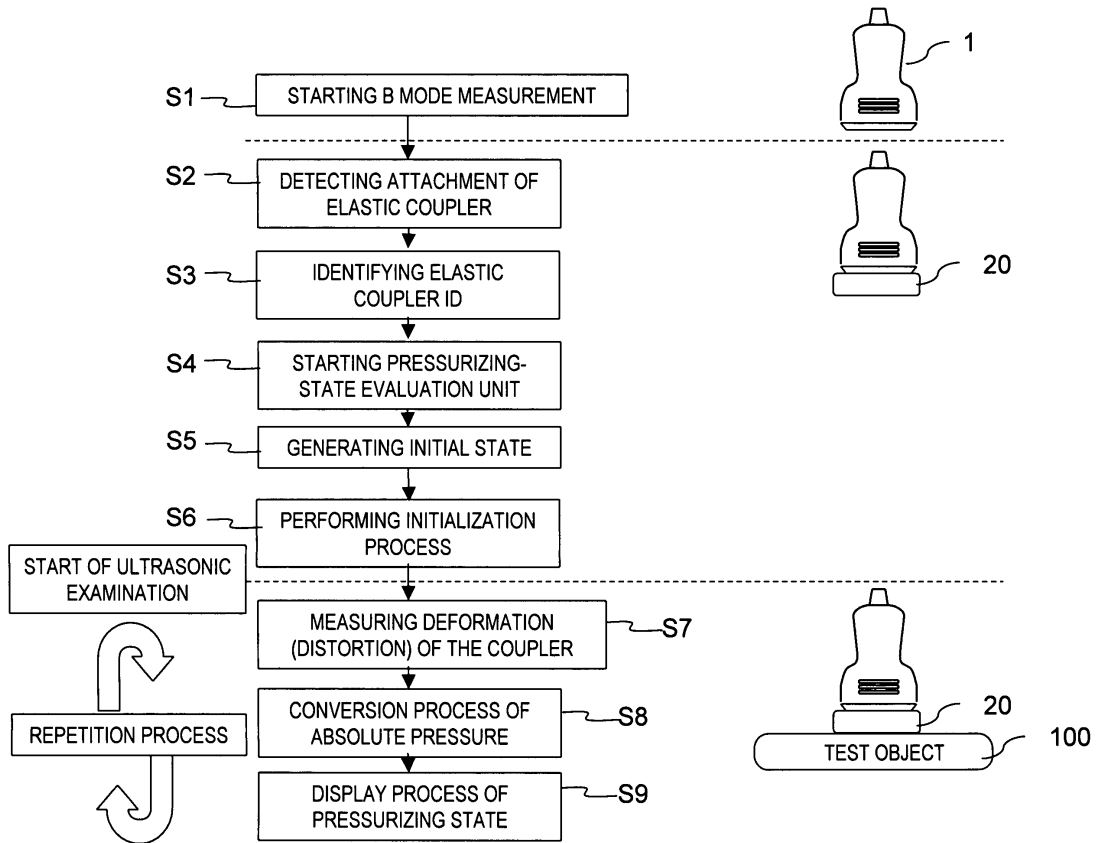 1
S1
STARTING B MODE MEASUREMENT
S2
DETECTING ATTACHMENT OF
ELASTIC COUPLER
S3
IDENTIFYING ELASTIC
COUPLER ID
20
S4
STARTING PRESSURIZING-
STATE EVALUATION UNIT
S5
GENERATING INITIAL STATE
S6
PERFORMING INITIALIZATION
PROCESS
START OF ULTRASONIC
EXAMINATION
MEASURING DEFORMATION
(DISTORTION) OF THE COUPLER
S7
REPETITION PROCESS
CONVERSION PROCESS OF
ABSOLUTE PRESSURE
S8
20
TEST OBJECT
100
DISPLAY PROCESS OF
PRESSURIZING STATE
S9